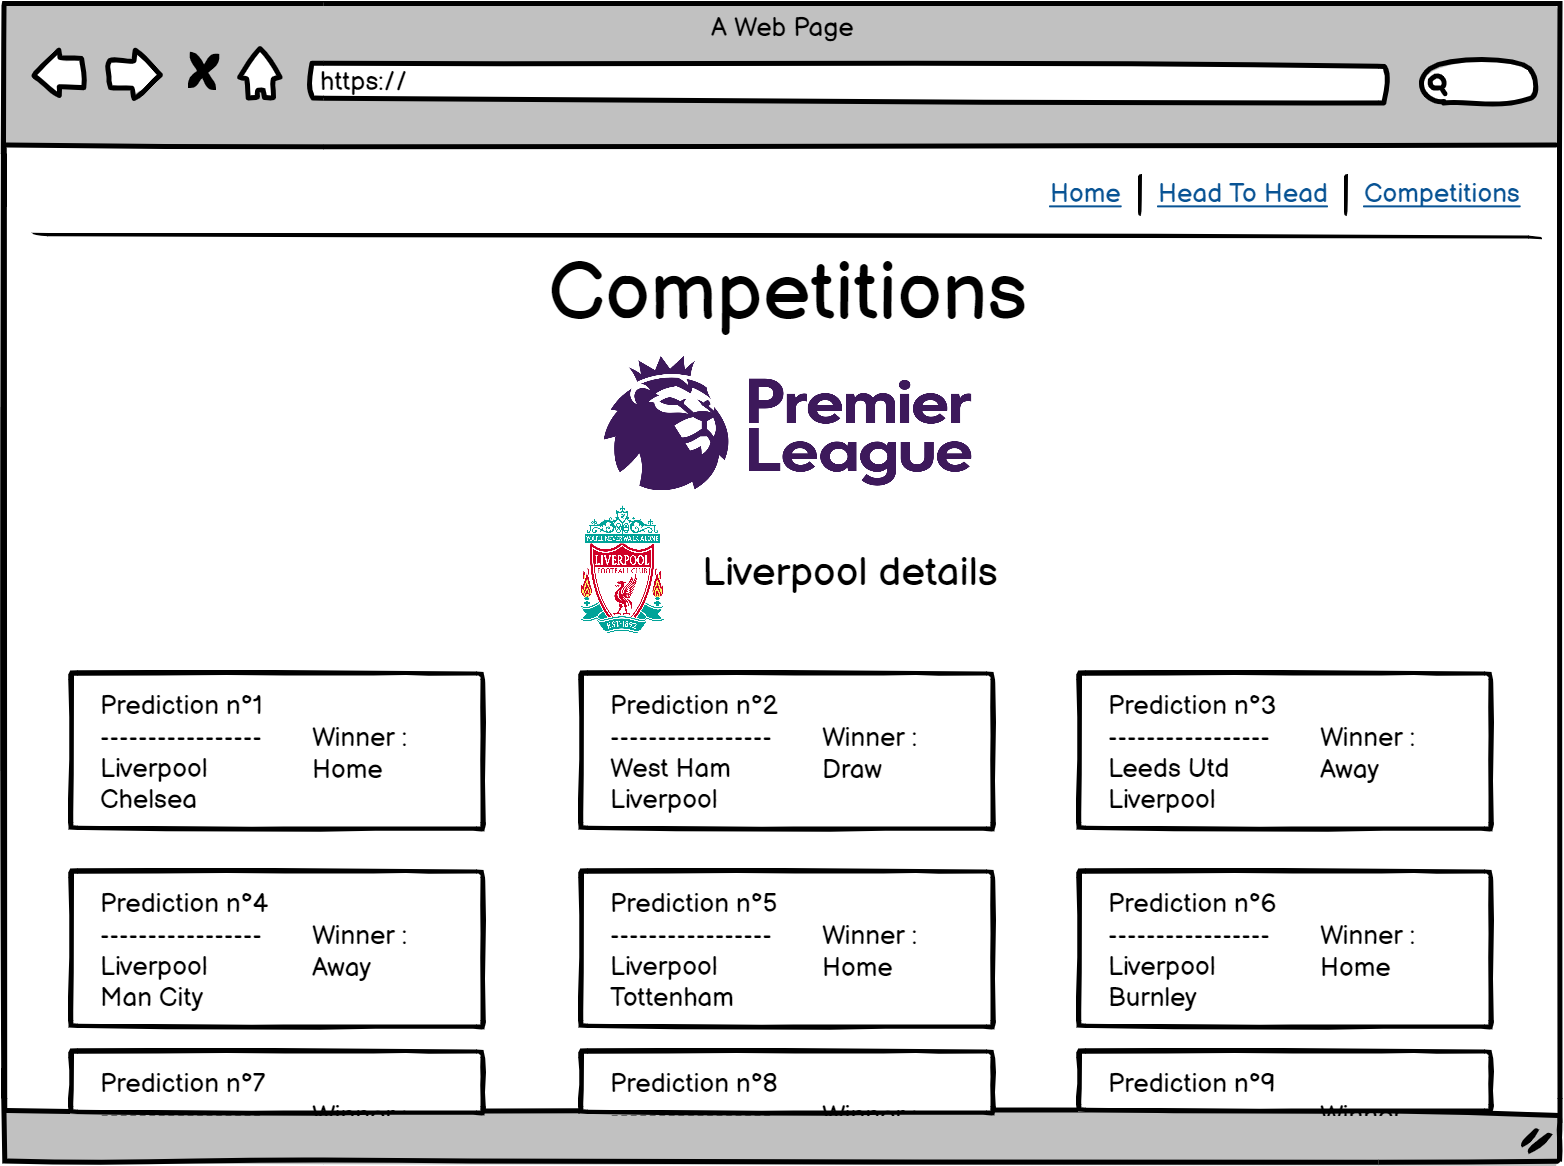 A Web Page
https://
Home
Head To Head
Competitions
Competitions
Premier
League
YOU'LL NEVER WALK ALONE
LIVERPOOL
FOOTBALL CLUB
EST·1892
Liverpool details
Prediction n°1
-----------------
Liverpool
Chelsea
Winner :
Home
Prediction n°2
-----------------
West Ham
Liverpool
Winner :
Draw
Prediction n°3
-----------------
Leeds Utd
Liverpool
Winner :
Away
Prediction n°4
-----------------
Liverpool
Man City
Winner :
Away
Prediction n°5
-----------------
Liverpool
Tottenham
Winner :
Home
Prediction n°6
-----------------
Liverpool
Burnley
Winner :
Home
Prediction n°7
Winner :
Prediction n°8
Winner :
Prediction n°9
Winner :